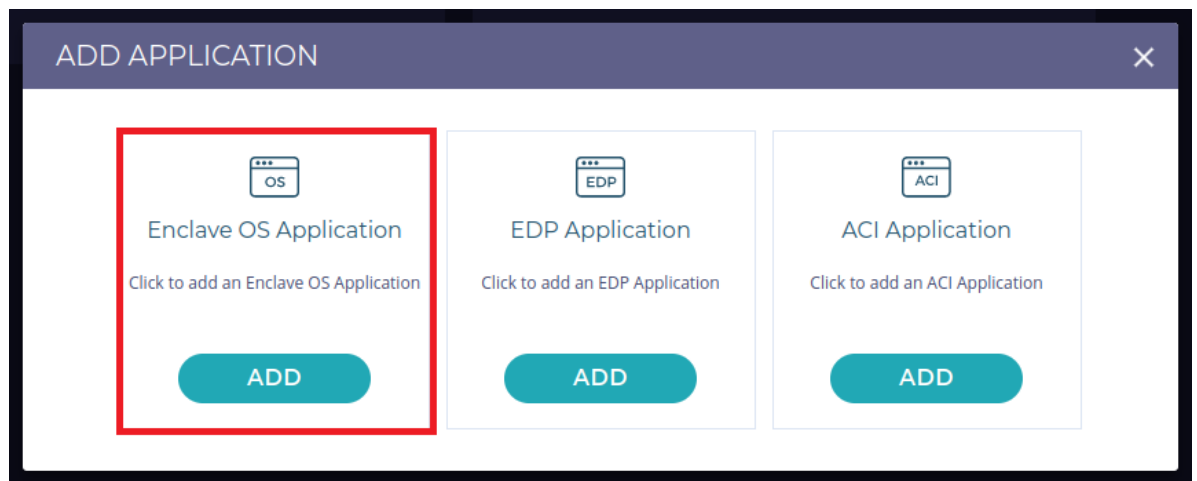 ADD APPLICATION
OS
Enclave OS Application
Click to add an Enclave OS Application
ADD
EDP
EDP Application
Click to add an EDP Application
ADD
ACI
ACI Application
Click to add an ACI Application
ADD